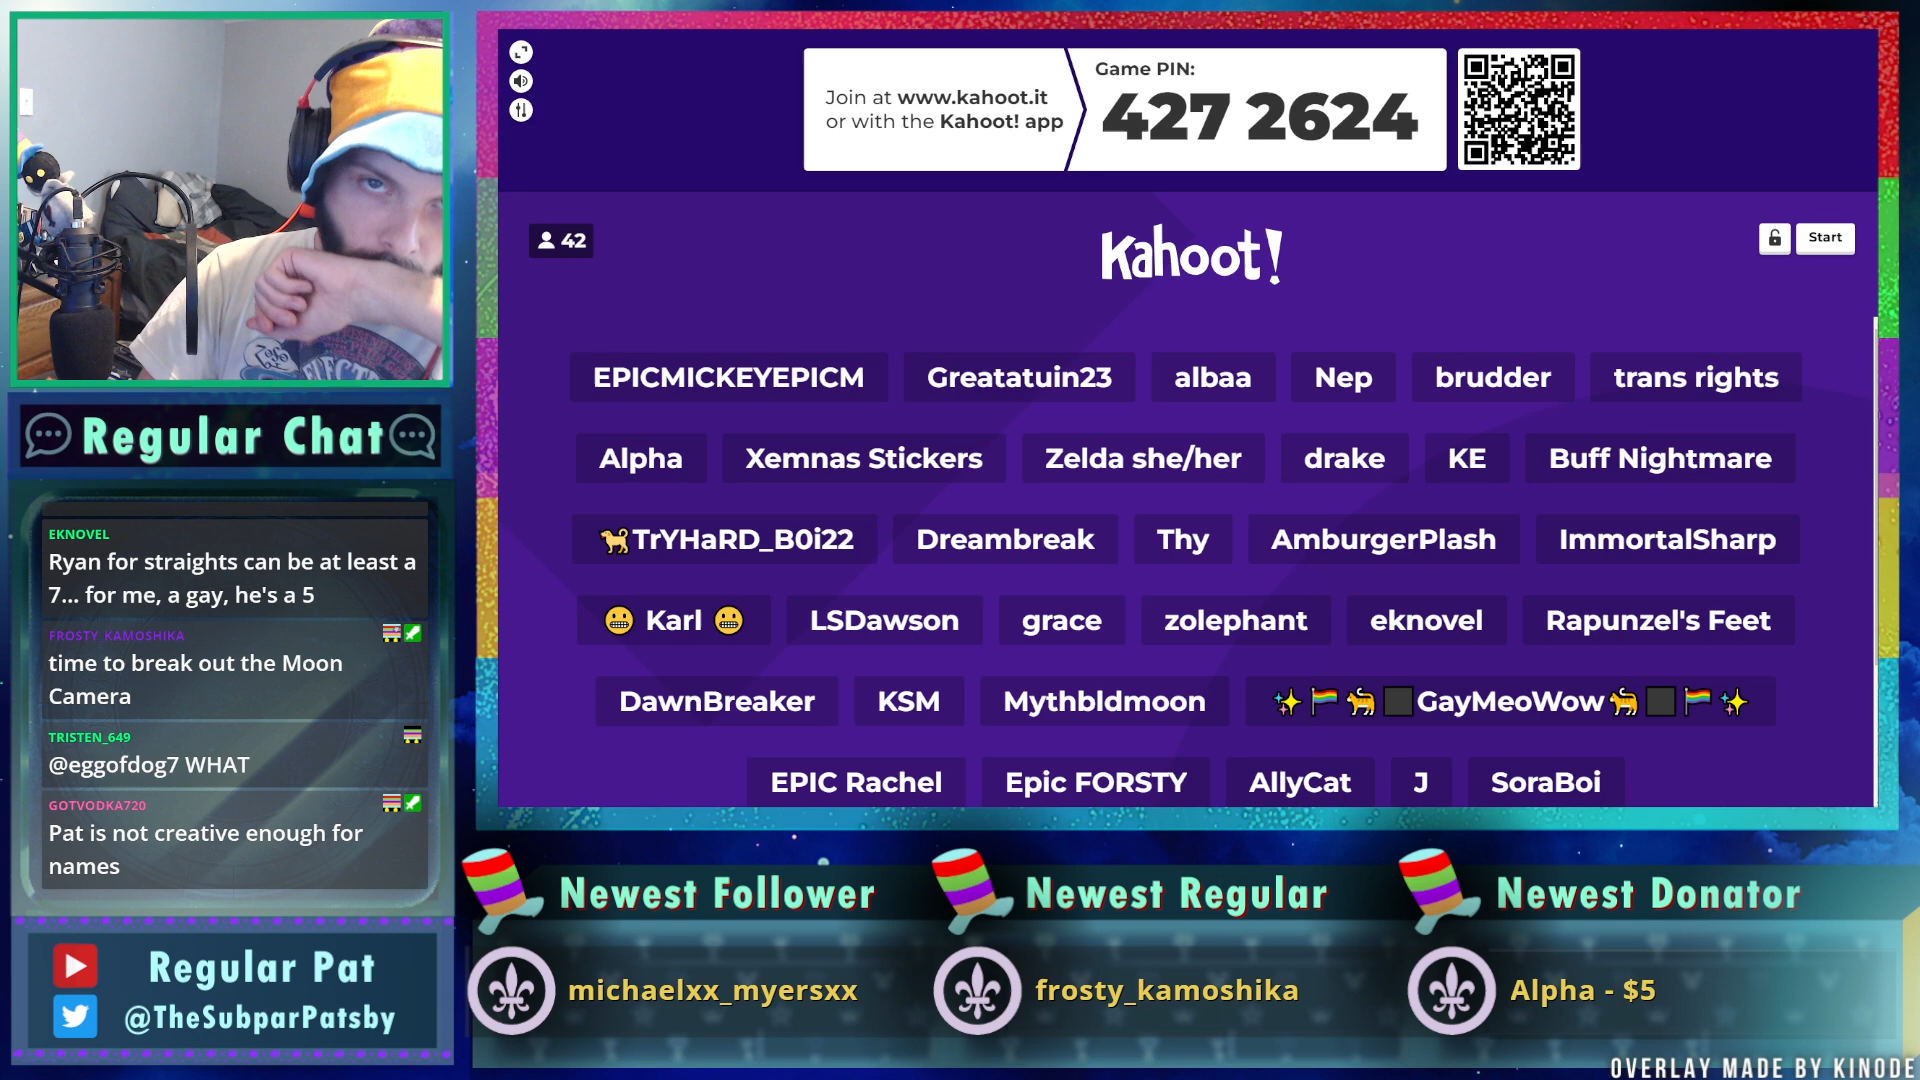 Join at www.kahoot.it
or with the Kahoot! app
Game PIN:
427 2624
42
Kahoot!
Start
EPICMICKEYEPICM Greatatuin23 albaa Nep brudder trans rights
Alpha Xemnas Stickers Zelda she/her drake KE Buff Nightmare
🐕TrYHaRD_B0i22 Dreambreak Thy AmburgerPlash ImmortalSharp
😬 Karl 😬 LSDawson grace zolephant eknovel Rapunzel's Feet
DawnBreaker KSM Mythbldmoon ✨🏳️‍🌈🐈⬛GayMeoWow🐈⬛🏳️‍🌈✨
EPIC Rachel Epic FORSTY AllyCat J SoraBoi
Regular Chat
EKNOVEL
Ryan for straights can be at least a
7... for me, a gay, he's a 5
FROSTY_KAMOSHIKA
time to break out the Moon
Camera
TRISTEN_649
@eggofdog7 WHAT
GOTVODKA720
Pat is not creative enough for
names
Regular Pat
@TheSubparPatsby
Newest Follower
michaelxx_myersxx
Newest Regular
frosty_kamoshika
Newest Donator
Alpha - $5
OVERLAY MADE BY KINODE